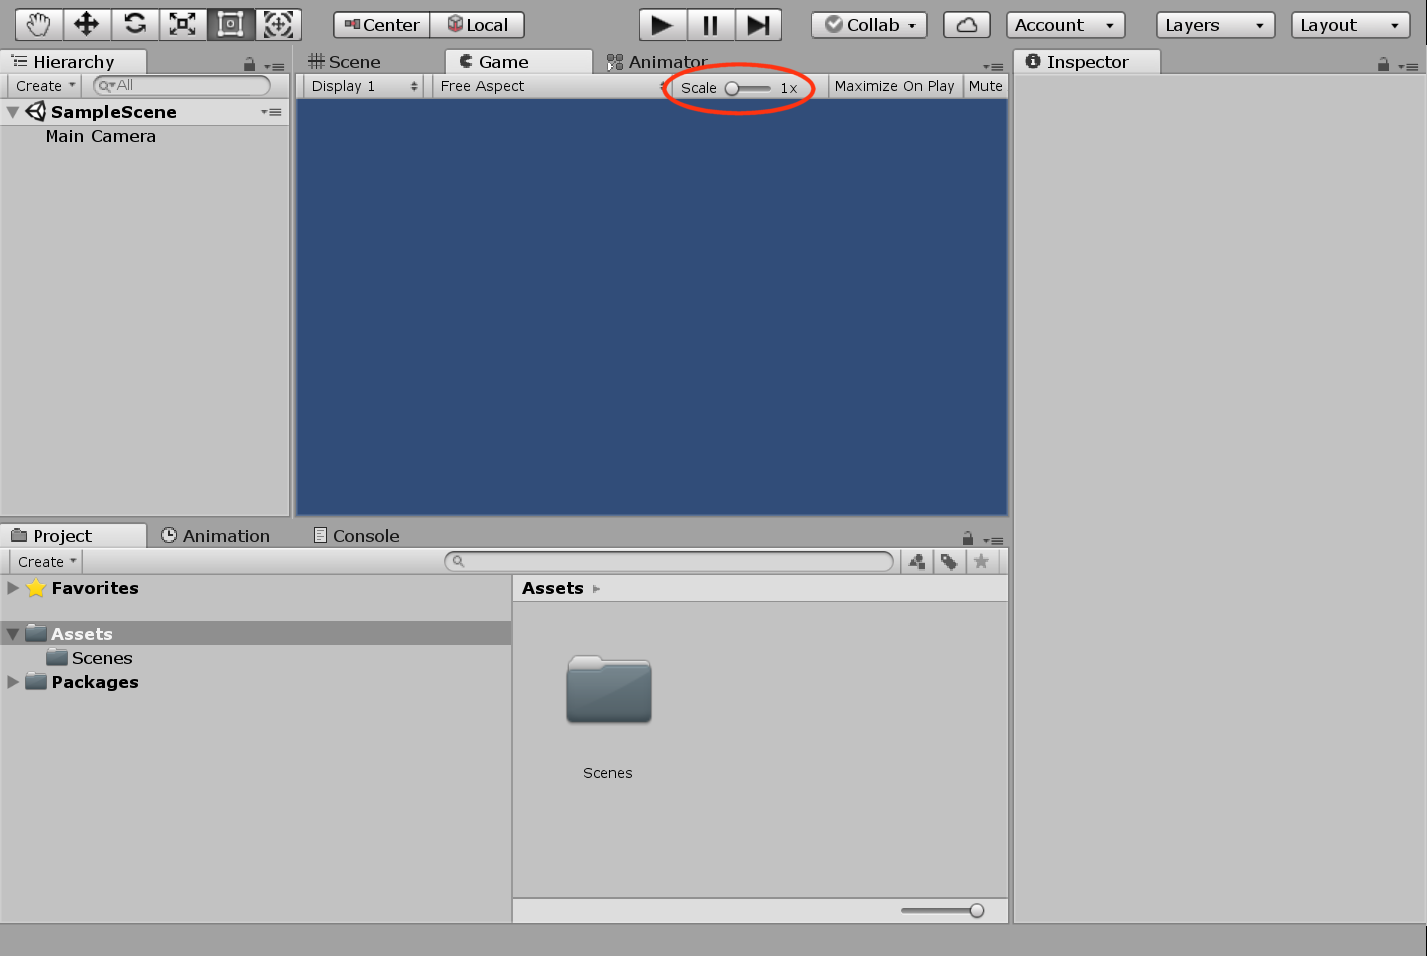 Center Local Collab Account Layers Layout
Hierarchy
Create All
SampleScene
Main Camera
Scene Game Animator
Display 1 Free Aspect Scale 1x Maximize On Play Mute
Inspector
Project Animation Console
Create
Favorites
Assets
Scenes
Packages
Assets
Scenes